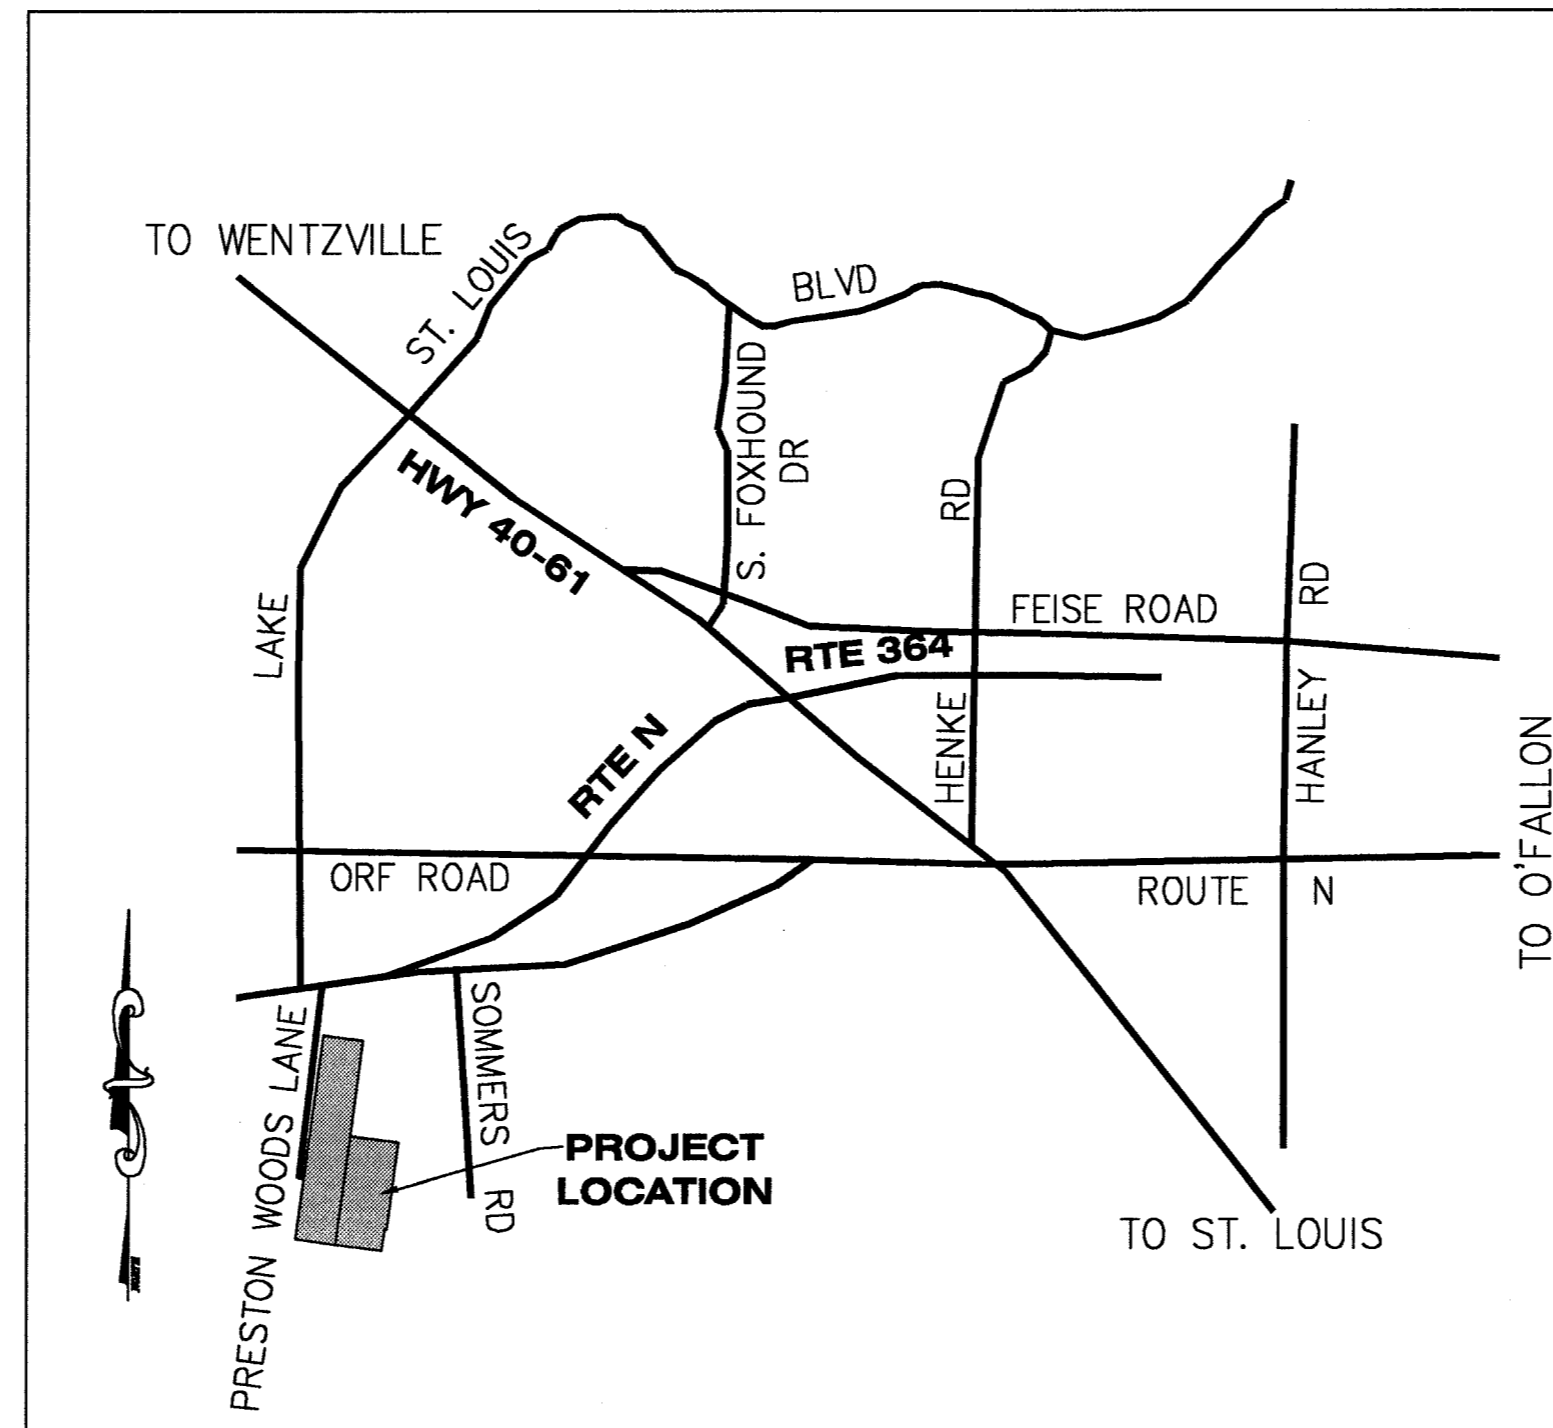 TO WENTZVILLE
ST. LOUIS
BLVD
S. FOXHOUND
DR
HWY 40-61
RD
RD
LAKE
FEISE ROAD
RTE 364
HENKE
HANLEY
RTE N
TO O'FALLON
ORF ROAD
ROUTE N
PRESTON WOODS LANE
SOMMERS RD
PROJECT
LOCATION
TO ST. LOUIS